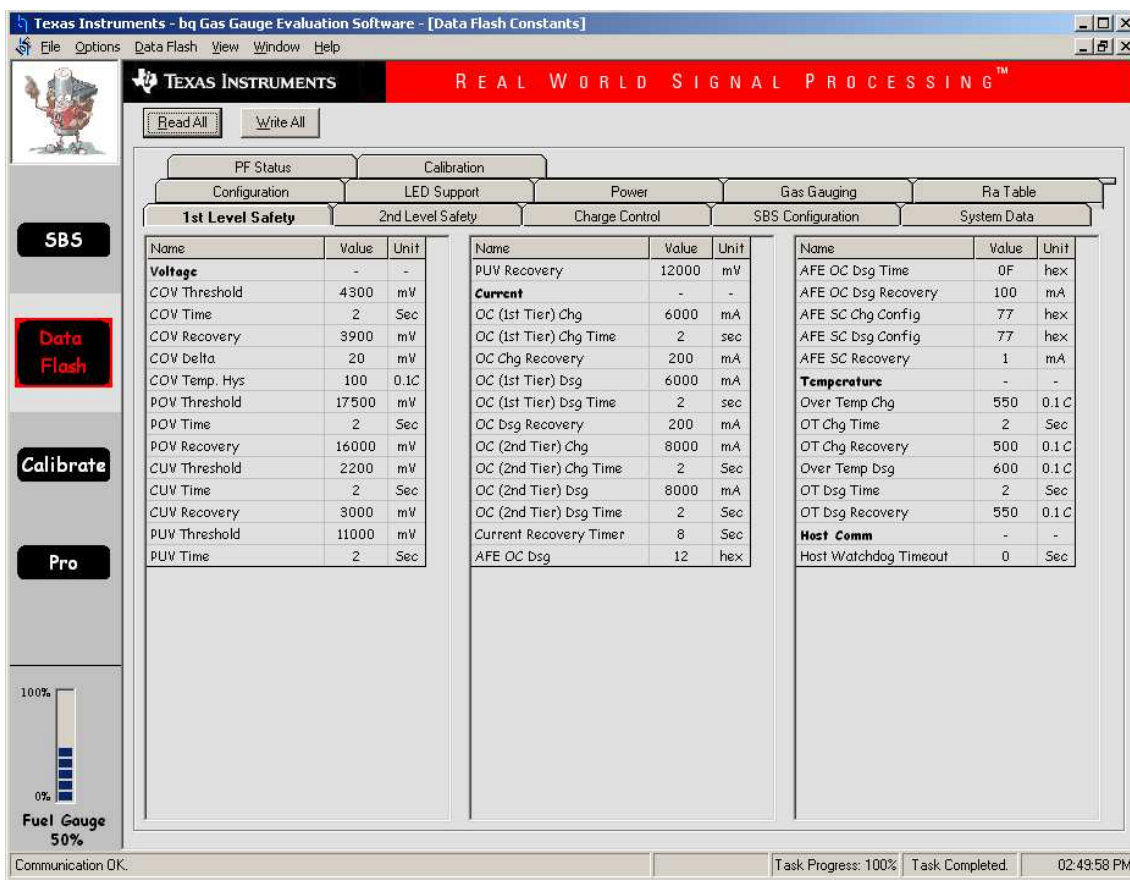 Texas Instruments - bq Gas Gauge Evaluation Software - [Data Flash Constants]
File Options Data Flash View Window Help
TEXAS INSTRUMENTS REAL WORLD SIGNAL PROCESSING™
Read All Write All
PF Status Calibration
Configuration LED Support Power Gas Gauging Ra Table
1st Level Safety 2nd Level Safety Charge Control SBS Configuration System Data
SBS
Data Flash
Calibrate
Pro
100%
0%
Fuel Gauge
50%
Name Value Unit
Voltage - -
COV Threshold 4300 mV
COV Time 2 Sec
COV Recovery 3900 mV
COV Delta 20 mV
COV Temp. Hys 100 0.1C
POV Threshold 17500 mV
POV Time 2 Sec
POV Recovery 16000 mV
CUV Threshold 2200 mV
CUV Time 2 Sec
CUV Recovery 3000 mV
PUV Threshold 11000 mV
PUV Time 2 Sec
Name Value Unit
PUV Recovery 12000 mV
Current - -
OC (1st Tier) Chg 6000 mA
OC (1st Tier) Chg Time 2 sec
OC Chg Recovery 200 mA
OC (1st Tier) Dsg 6000 mA
OC (1st Tier) Dsg Time 2 sec
OC Dsg Recovery 200 mA
OC (2nd Tier) Chg 8000 mA
OC (2nd Tier) Chg Time 2 Sec
OC (2nd Tier) Dsg 8000 mA
OC (2nd Tier) Dsg Time 2 Sec
Current Recovery Timer 8 Sec
AFE OC Dsg 12 hex
Name Value Unit
AFE OC Dsg Time 0F hex
AFE OC Dsg Recovery 100 mA
AFE SC Chg Config 77 hex
AFE SC Dsg Config 77 hex
AFE SC Recovery 1 mA
Temperature - -
Over Temp Chg 550 0.1 C
OT Chg Time 2 Sec
OT Chg Recovery 500 0.1 C
Over Temp Dsg 600 0.1 C
OT Dsg Time 2 Sec
OT Dsg Recovery 550 0.1 C
Host Comm - -
Host Watchdog Timeout 0 Sec
Communication OK. Task Progress: 100% Task Completed. 02:49:58 PM